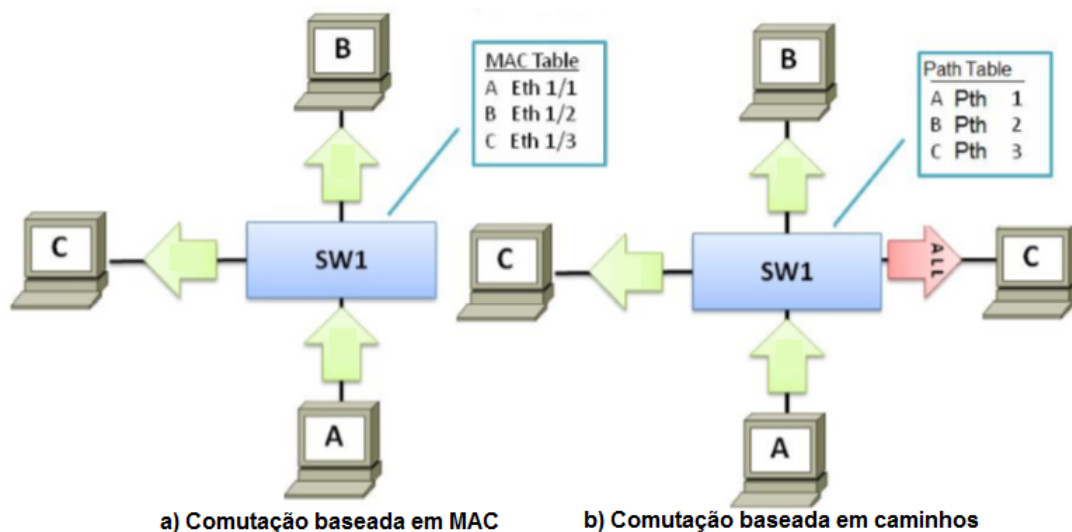 B
MAC Table
A Eth 1/1
B Eth 1/2
C Eth 1/3
C
SW1
A
a) Comutação baseada em MAC
B
Path Table
A Pth 1
B Pth 2
C Pth 3
C
SW1
ALL
C
A
b) Comutação baseada em caminhos